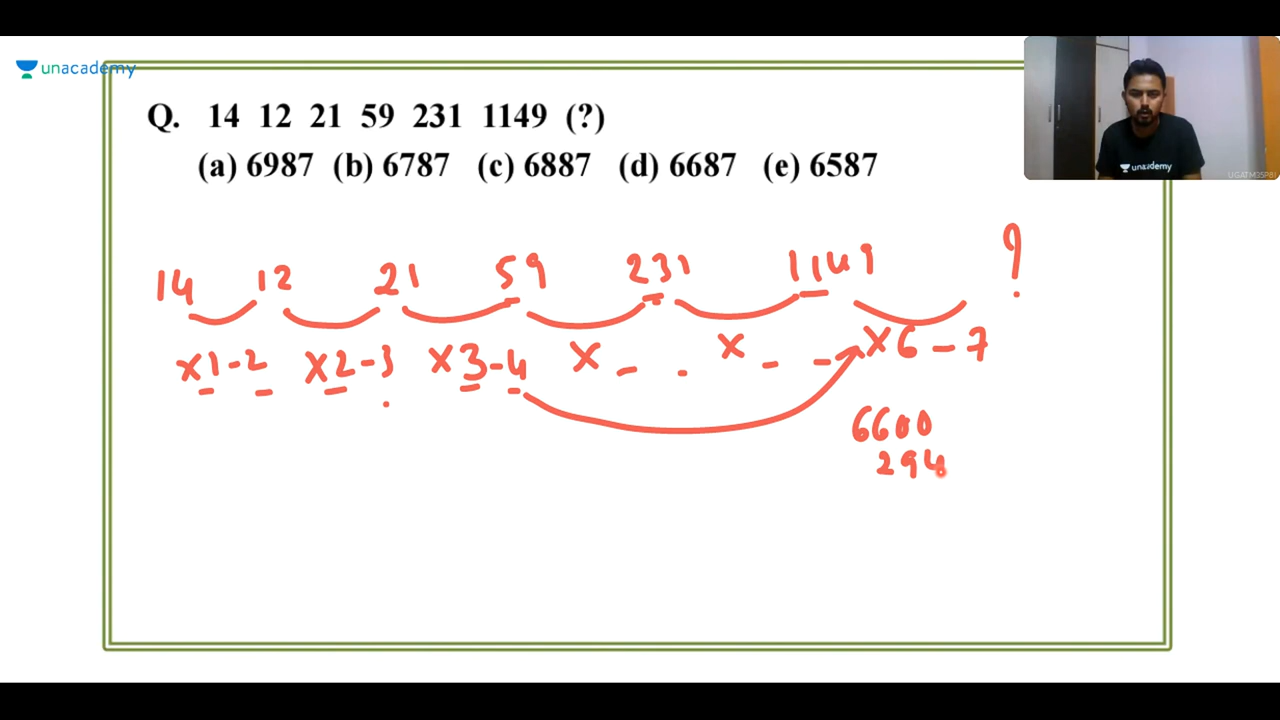 unacademy
Q. 14 12 21 59 231 1149 (?)
(a) 6987 (b) 6787 (c) 6887 (d) 6687 (e) 6587
unacademy
UGATM35P81
14 12 21 59 231 1149 ?
×1-2 ×2-3 ×3-4 × - . × - - ×6-7
6600
294